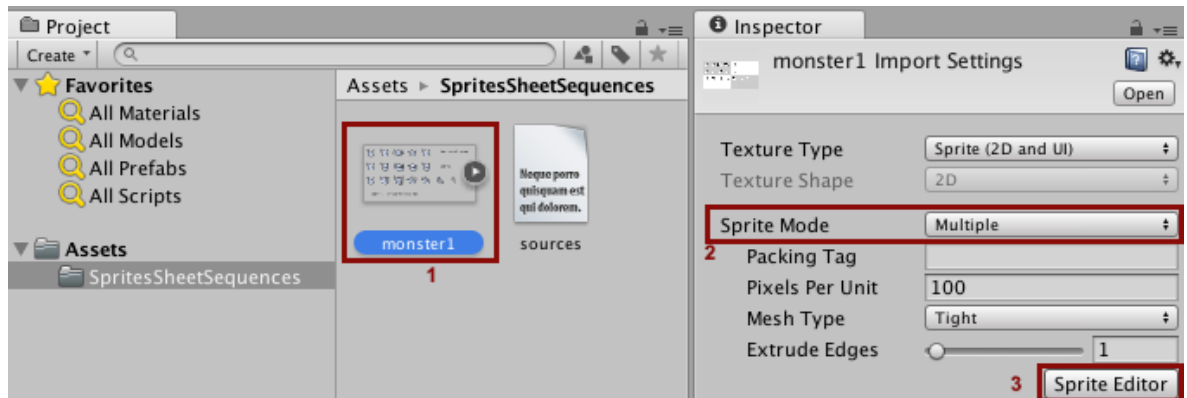 Project
Create
Favorites
All Materials
All Models
All Prefabs
All Scripts
Assets
SpritesSheetSequences
Assets ▸ SpritesSheetSequences
monster1
1
Neque porro
quisquam est
qui dolorem.
sources
Inspector
monster1 Import Settings
Open
Texture Type Sprite (2D and UI)
Texture Shape 2D
Sprite Mode Multiple
2 Packing Tag
Pixels Per Unit 100
Mesh Type Tight
Extrude Edges 1
3 Sprite Editor